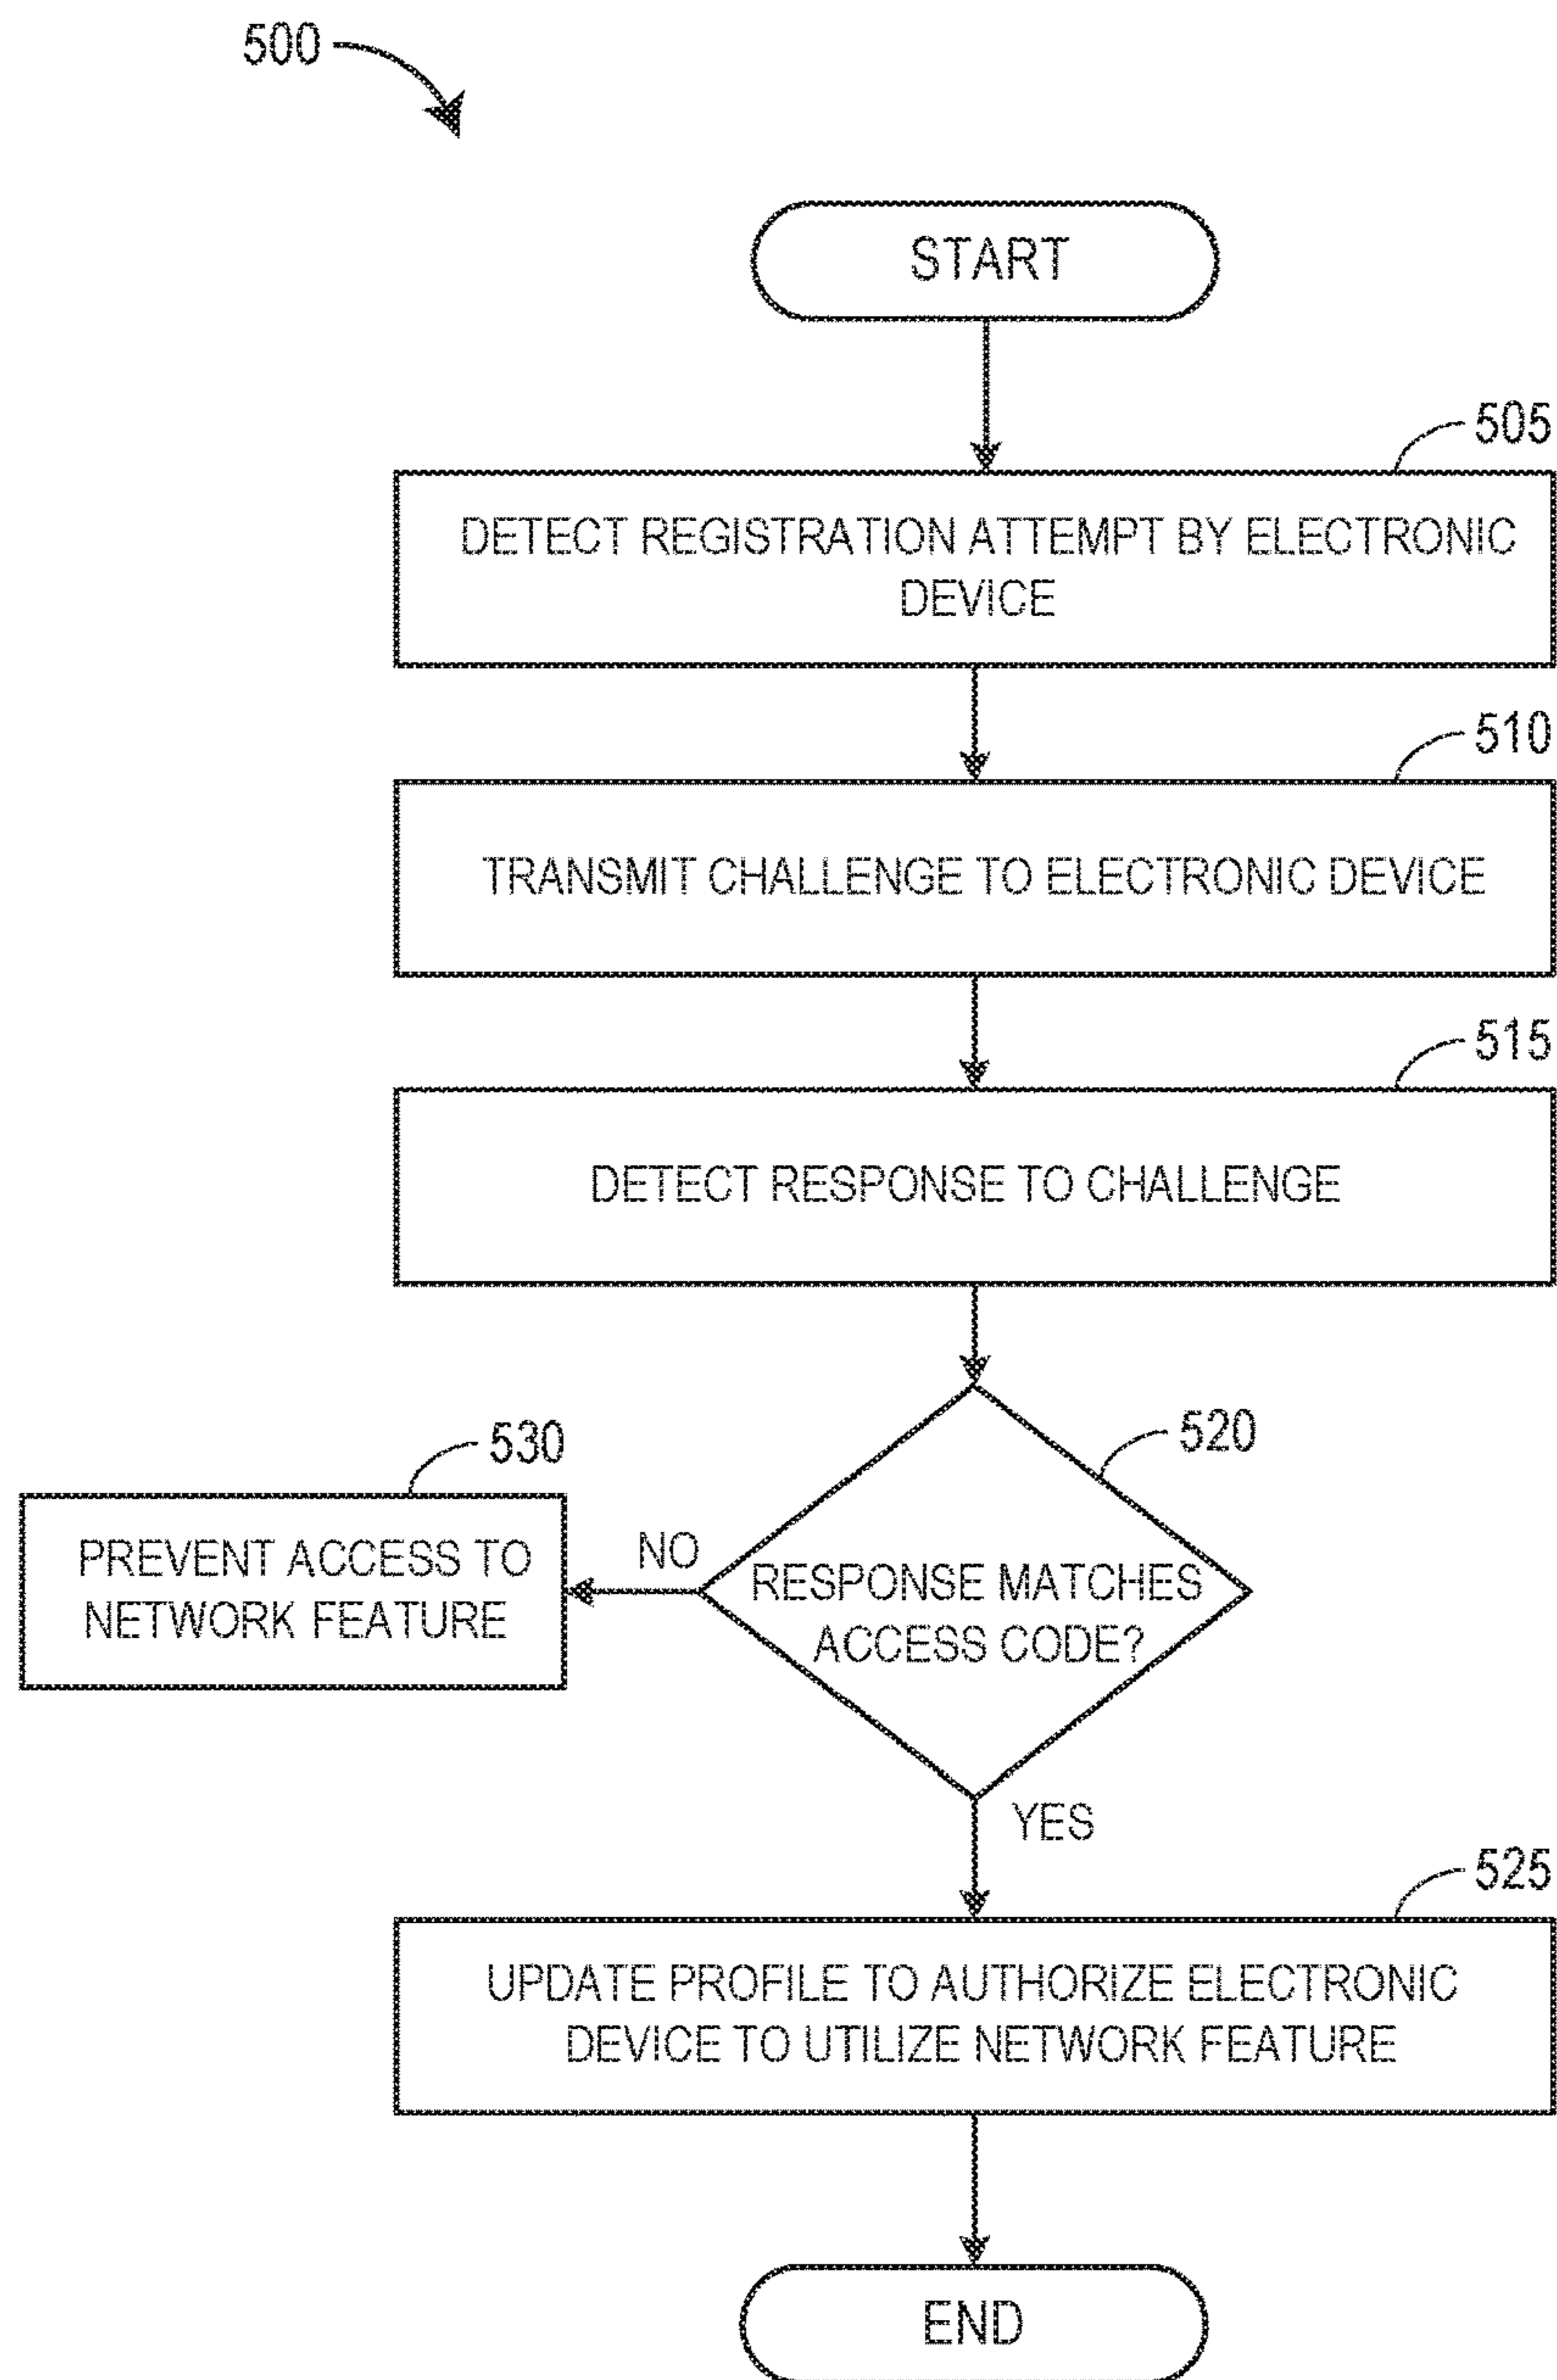 500
START
505
DETECT REGISTRATION ATTEMPT BY ELECTRONIC
DEVICE
510
TRANSMIT CHALLENGE TO ELECTRONIC DEVICE
515
DETECT RESPONSE TO CHALLENGE
520
530
PREVENT ACCESS TO
NETWORK FEATURE
NO
RESPONSE MATCHES
ACCESS CODE?
YES
525
UPDATE PROFILE TO AUTHORIZE ELECTRONIC
DEVICE TO UTILIZE NETWORK FEATURE
END